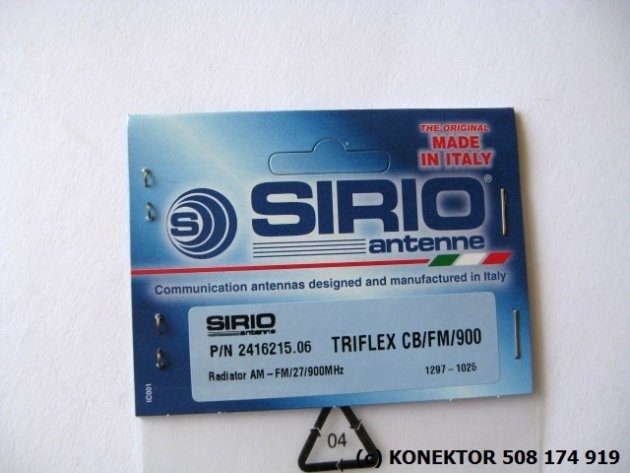 THE ORIGINAL
MADE
IN ITALY
S
SIRIO®
antenne
Communication antennas designed and manufactured in Italy
SIRIO
antenne
P/N 2416215.06 TRIFLEX CB/FM/900
Radiator AM-FM/27/900MHz 1297-1025
IC001
04
(c) KONEKTOR 508 174 919